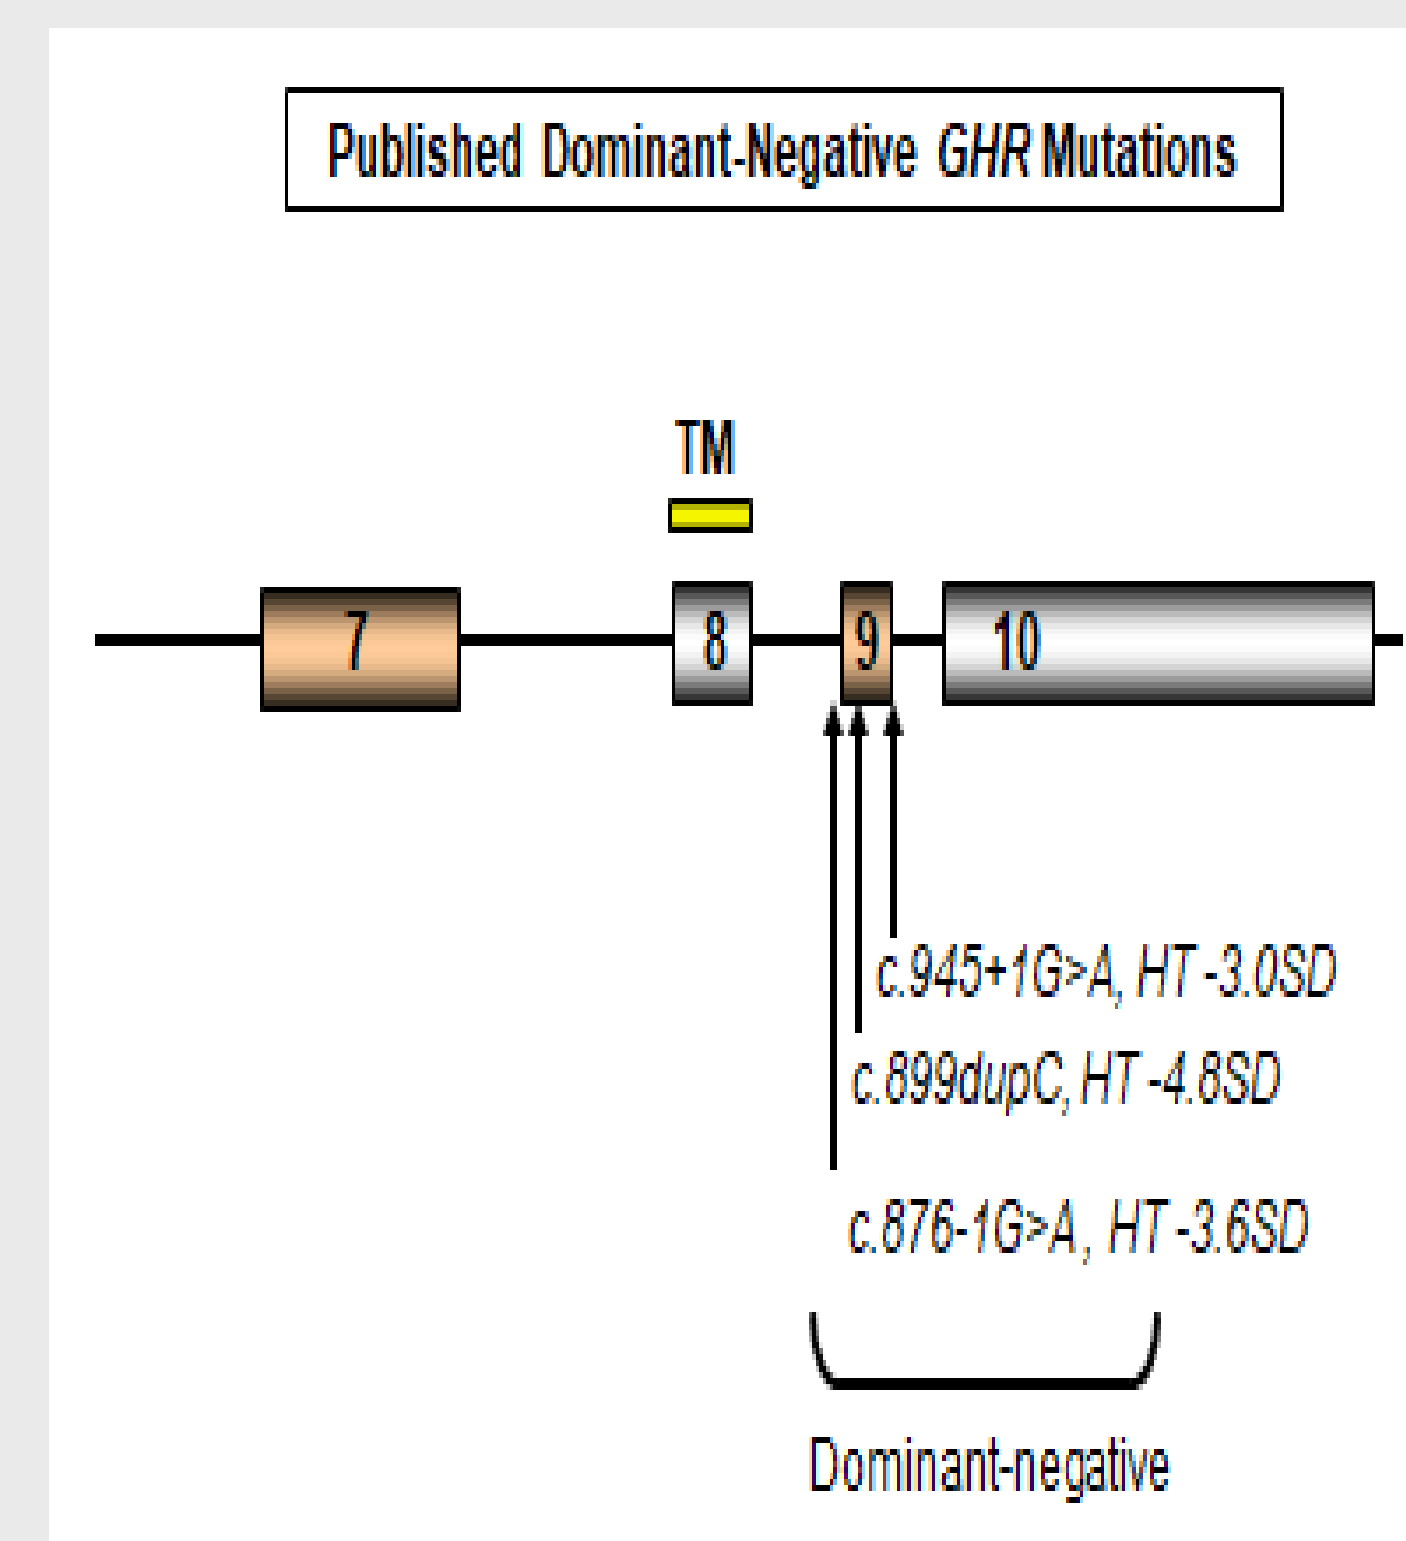 Published Dominant-Negative GHR Mutations
TM
7 8 9 10
c.945+1G>A, HT -3.0SD
c.899dupC, HT -4.8SD
c.876-1G>A, HT -3.6SD
Dominant-negative